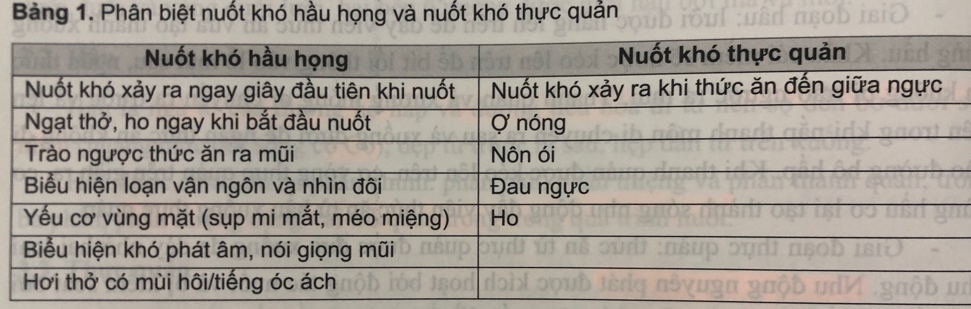 Bảng 1. Phân biệt nuốt khó hầu họng và nuốt khó thực quản
Nuốt khó hầu họng Nuốt khó thực quản
Nuốt khó xảy ra ngay giây đầu tiên khi nuốt Nuốt khó xảy ra khi thức ăn đến giữa ngực
Ngạt thở, ho ngay khi bắt đầu nuốt Ợ nóng
Trào ngược thức ăn ra mũi Nôn ói
Biểu hiện loạn vận ngôn và nhìn đôi Đau ngực
Yếu cơ vùng mặt (sụp mi mắt, méo miệng) Ho
Biểu hiện khó phát âm, nói giọng mũi
Hơi thở có mùi hôi/tiếng óc ách